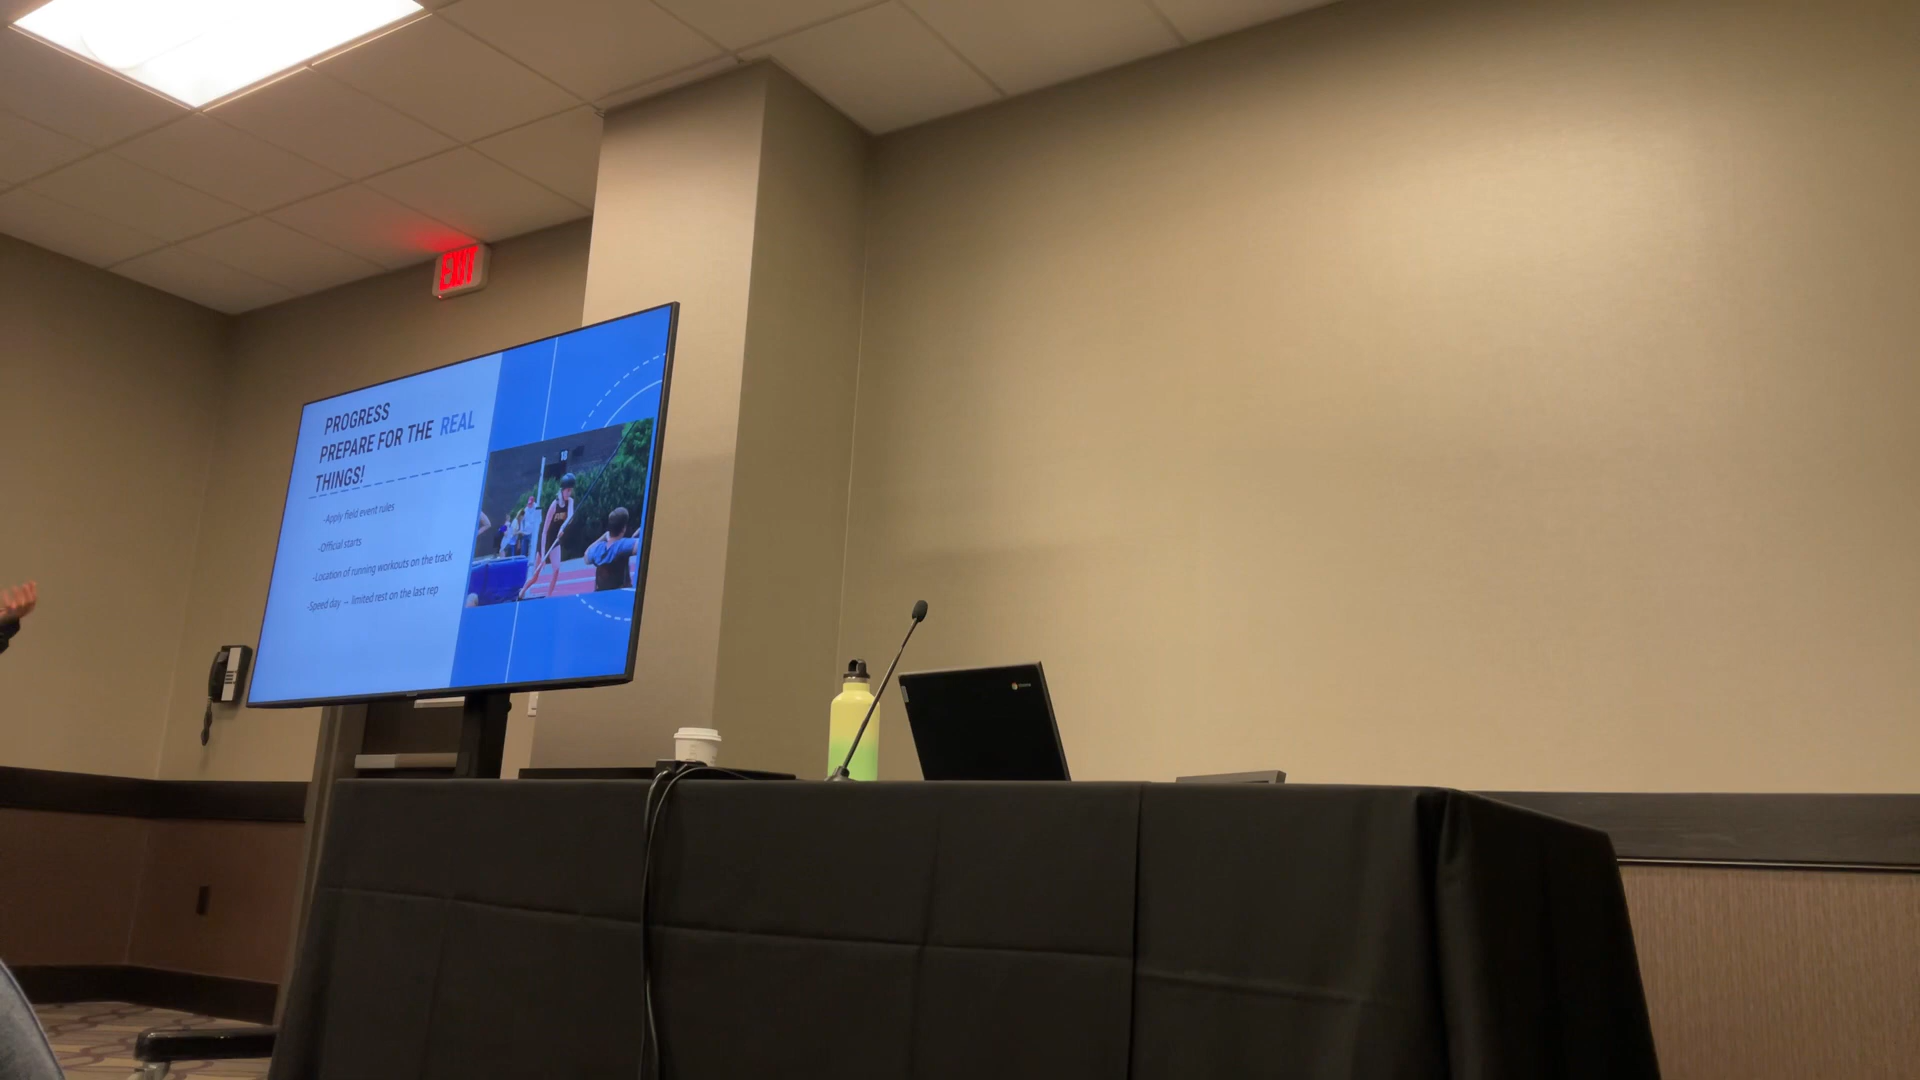 EXIT
PROGRESS
PREPARE FOR THE REAL
THINGS!
-Apply field event rules
-Official starts
-Location of running workouts on the track
-Speed day – limited rest on the last rep
18